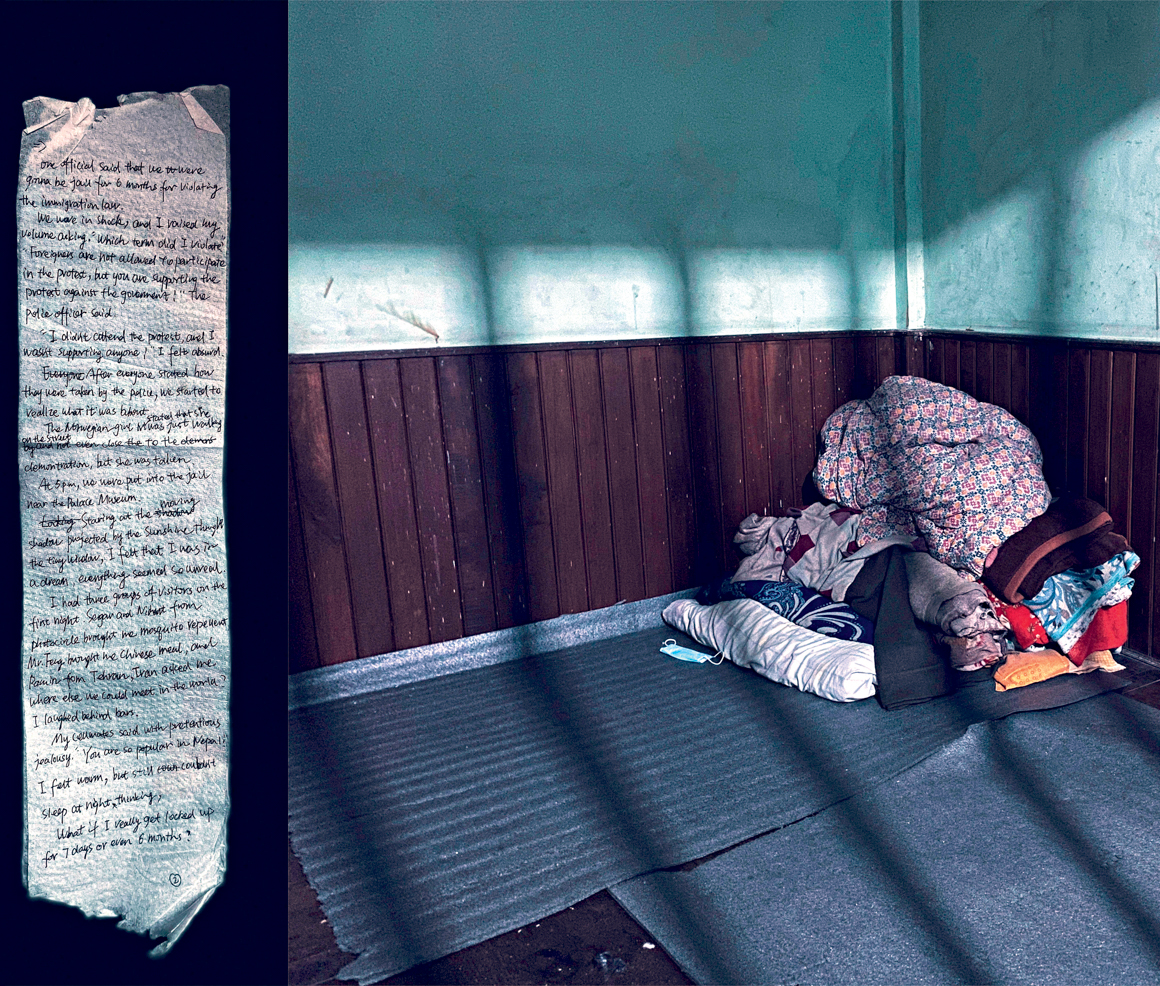 one official said that we were
gonna be jail for 6 months for violating
the immigration law.
We were in shock, and I raised my
volume asking. "Which term did I violate"
"Foreigners are not allowed to participate
in the protest, but you are supporting the
protest against the government!" The
police officer said.
"I didn't attend the protest, and I
wasn't supporting anyone!" I felt absurd.
Everyone After everyone stated how
they were taken by the police, we started to
realize what it was about.
The Norwegian girl stated that she was just walking
on the street not even close to the
demonstration, but she was taken.
At 5pm, we were put into the jail
near the Palace Museum.
Looking Staring at the moving
shadow projected by the sunshine through
the tiny window, I felt that I was in
a dream everything seemed so unreal.
I had three groups of visitors on the
first night. and from
photocircle brought me mosquito repellent
Mr. Feng brought me Chinese meal, and
from Tehran, Iran asked me.
where else we could meet in the world?
I laughed behind bars.
My cellmates said with pretentious
jealousy. "You are so popular in Nepal!"
I felt warm, but still couldn't
sleep at night, thinking,
What if I really get locked up
for 7 days or even 6 months?
②